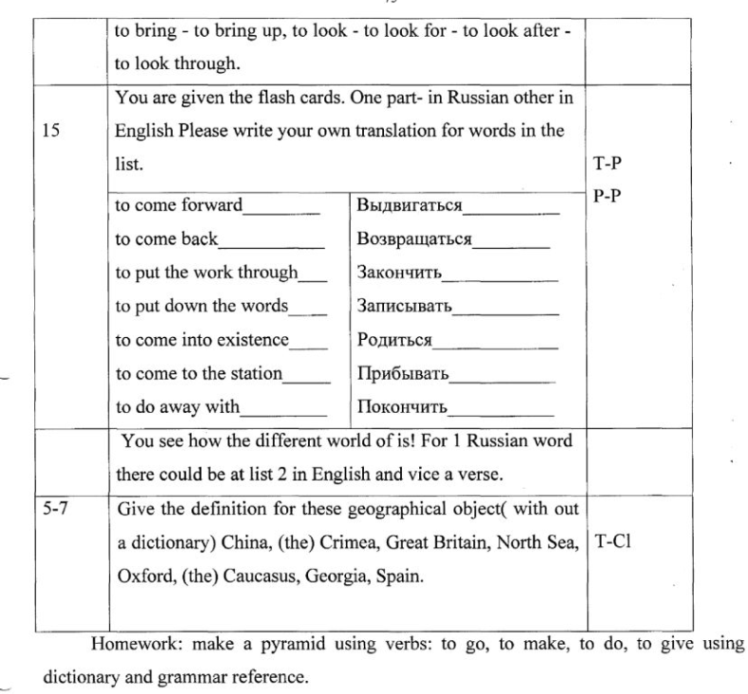 to bring - to bring up, to look - to look for - to look after -
to look through.
15
You are given the flash cards. One part- in Russian other in
English Please write your own translation for words in the
list.
T-P
P-P
to come forward________ Выдвигаться__________
to come back___________ Возвращаться________
to put the work through___ Закончить____________
to put down the words____ Записывать___________
to come into existence____ Родиться_____________
to come to the station_____ Прибывать___________
to do away with_________ Покончить___________
You see how the different world of is! For 1 Russian word
there could be at list 2 in English and vice a verse.
5-7
Give the definition for these geographical object( with out
a dictionary) China, (the) Crimea, Great Britain, North Sea, T-Cl
Oxford, (the) Caucasus, Georgia, Spain.
Homework: make a pyramid using verbs: to go, to make, to do, to give using
dictionary and grammar reference.